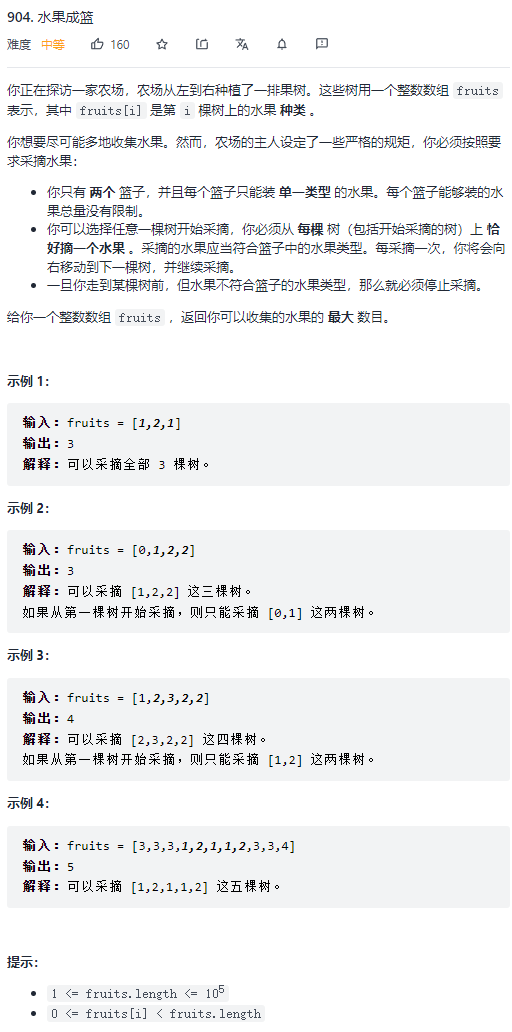 904. 水果成篮
难度 中等 160
你正在探访一家农场，农场从左到右种植了一排果树。这些树用一个整数数组 fruits
表示，其中 fruits[i] 是第 i 棵树上的水果 种类 。
你想要尽可能多地收集水果。然而，农场的主人设定了一些严格的规矩，你必须按照要
求采摘水果：
• 你只有 两个 篮子，并且每个篮子只能装 单一类型 的水果。每个篮子能够装的水
果总量没有限制。
• 你可以选择任意一棵树开始采摘，你必须从 每棵 树（包括开始采摘的树）上 恰
好摘一个水果 。采摘的水果应当符合篮子中的水果类型。每采摘一次，你将会向
右移动到下一棵树，并继续采摘。
• 一旦你走到某棵树前，但水果不符合篮子的水果类型，那么就必须停止采摘。
给你一个整数数组 fruits ，返回你可以收集的水果的 最大 数目。
示例 1：
输入：fruits = [1,2,1]
输出：3
解释：可以采摘全部 3 棵树。
示例 2：
输入：fruits = [0,1,2,2]
输出：3
解释：可以采摘 [1,2,2] 这三棵树。
如果从第一棵树开始采摘，则只能采摘 [0,1] 这两棵树。
示例 3：
输入：fruits = [1,2,3,2,2]
输出：4
解释：可以采摘 [2,3,2,2] 这四棵树。
如果从第一棵树开始采摘，则只能采摘 [1,2] 这两棵树。
示例 4：
输入：fruits = [3,3,3,1,2,1,1,2,3,3,4]
输出：5
解释：可以采摘 [1,2,1,1,2] 这五棵树。
提示：
• 1 <= fruits.length <= 10⁵
• 0 <= fruits[i] < fruits.length